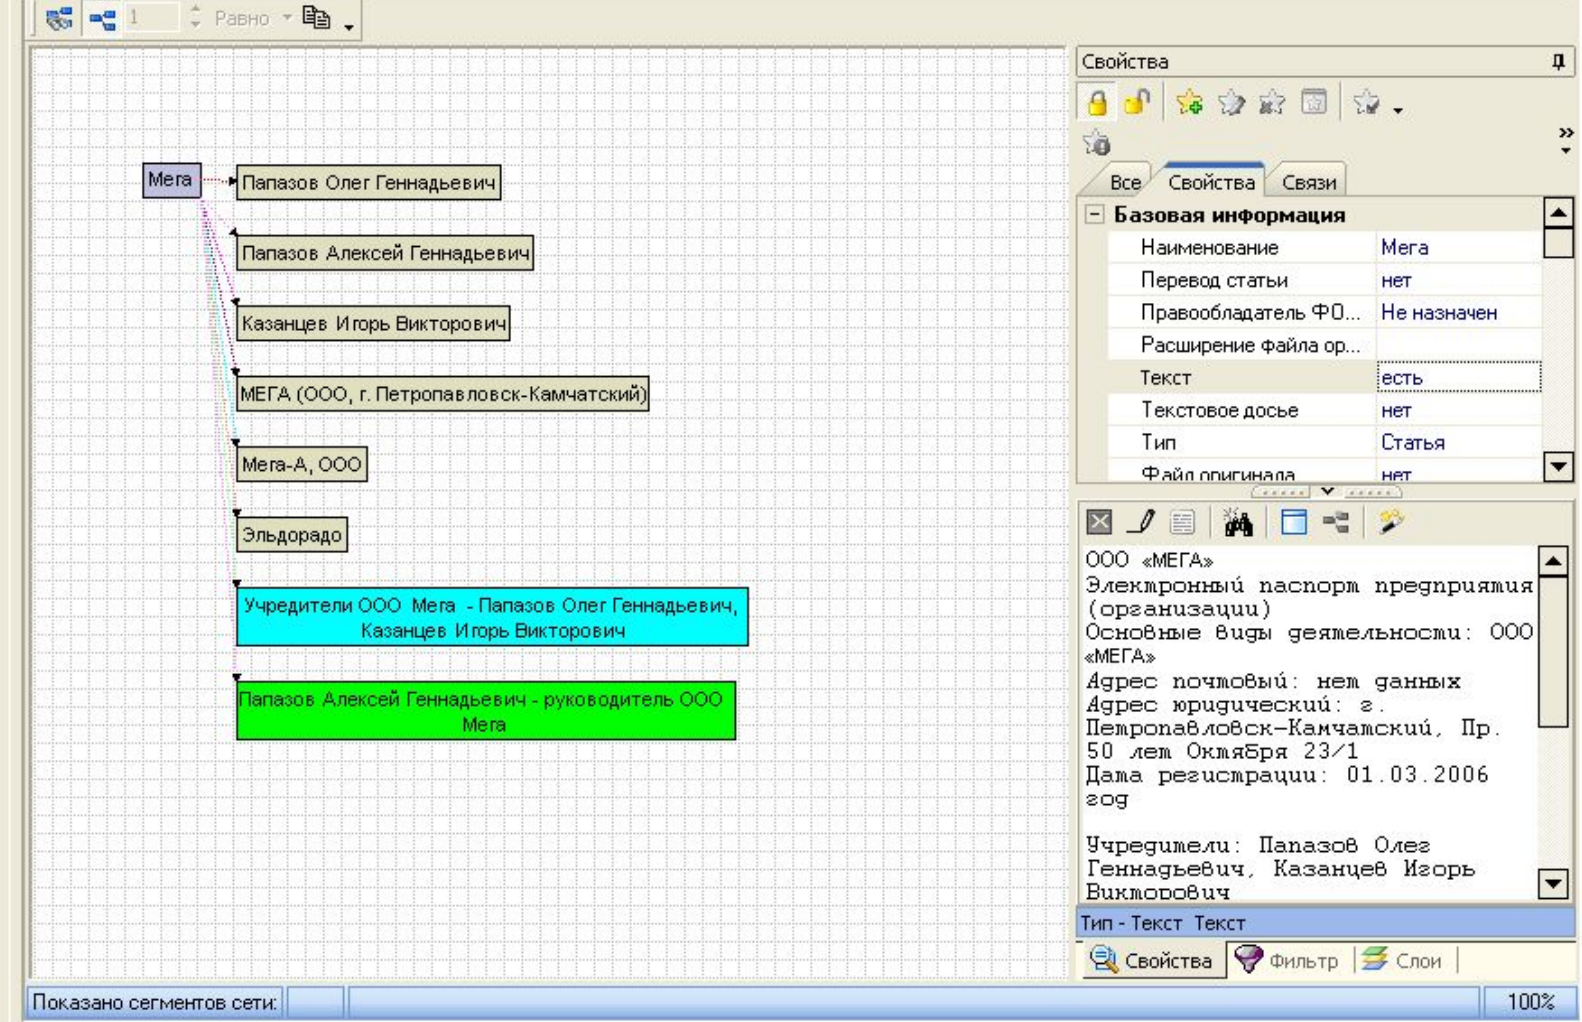 1 Равно
Мега
Папазов Олег Геннадьевич
Папазов Алексей Геннадьевич
Казанцев Игорь Викторович
МЕГА (ООО, г. Петропавловск-Камчатский)
Мега-А, ООО
Эльдорадо
Учредители ООО Мега - Папазов Олег Геннадьевич,
Казанцев Игорь Викторович
Папазов Алексей Геннадьевич - руководитель ООО
Мега
Свойства
Все Свойства Связи
Базовая информация
Наименование Мега
Перевод статьи нет
Правообладатель ФО... Не назначен
Расширение файла ор...
Текст есть
Текстовое досье нет
Тип Статья
Файл оригинала нет
ООО «МЕГА»
Электронный паспорт предприятия
(организации)
Основные виды деятельности: ООО
«МЕГА»
Адрес почтовый: нет данных
Адрес юридический: г.
Петропавловск-Камчатский, Пр.
50 лет Октября 23/1
Дата регистрации: 01.03.2006
год
Учредители: Папазов Олег
Геннадьевич, Казанцев Игорь
Викторович
Тип - Текст Текст
Свойства Фильтр Слои
Показано сегментов сети: 100%